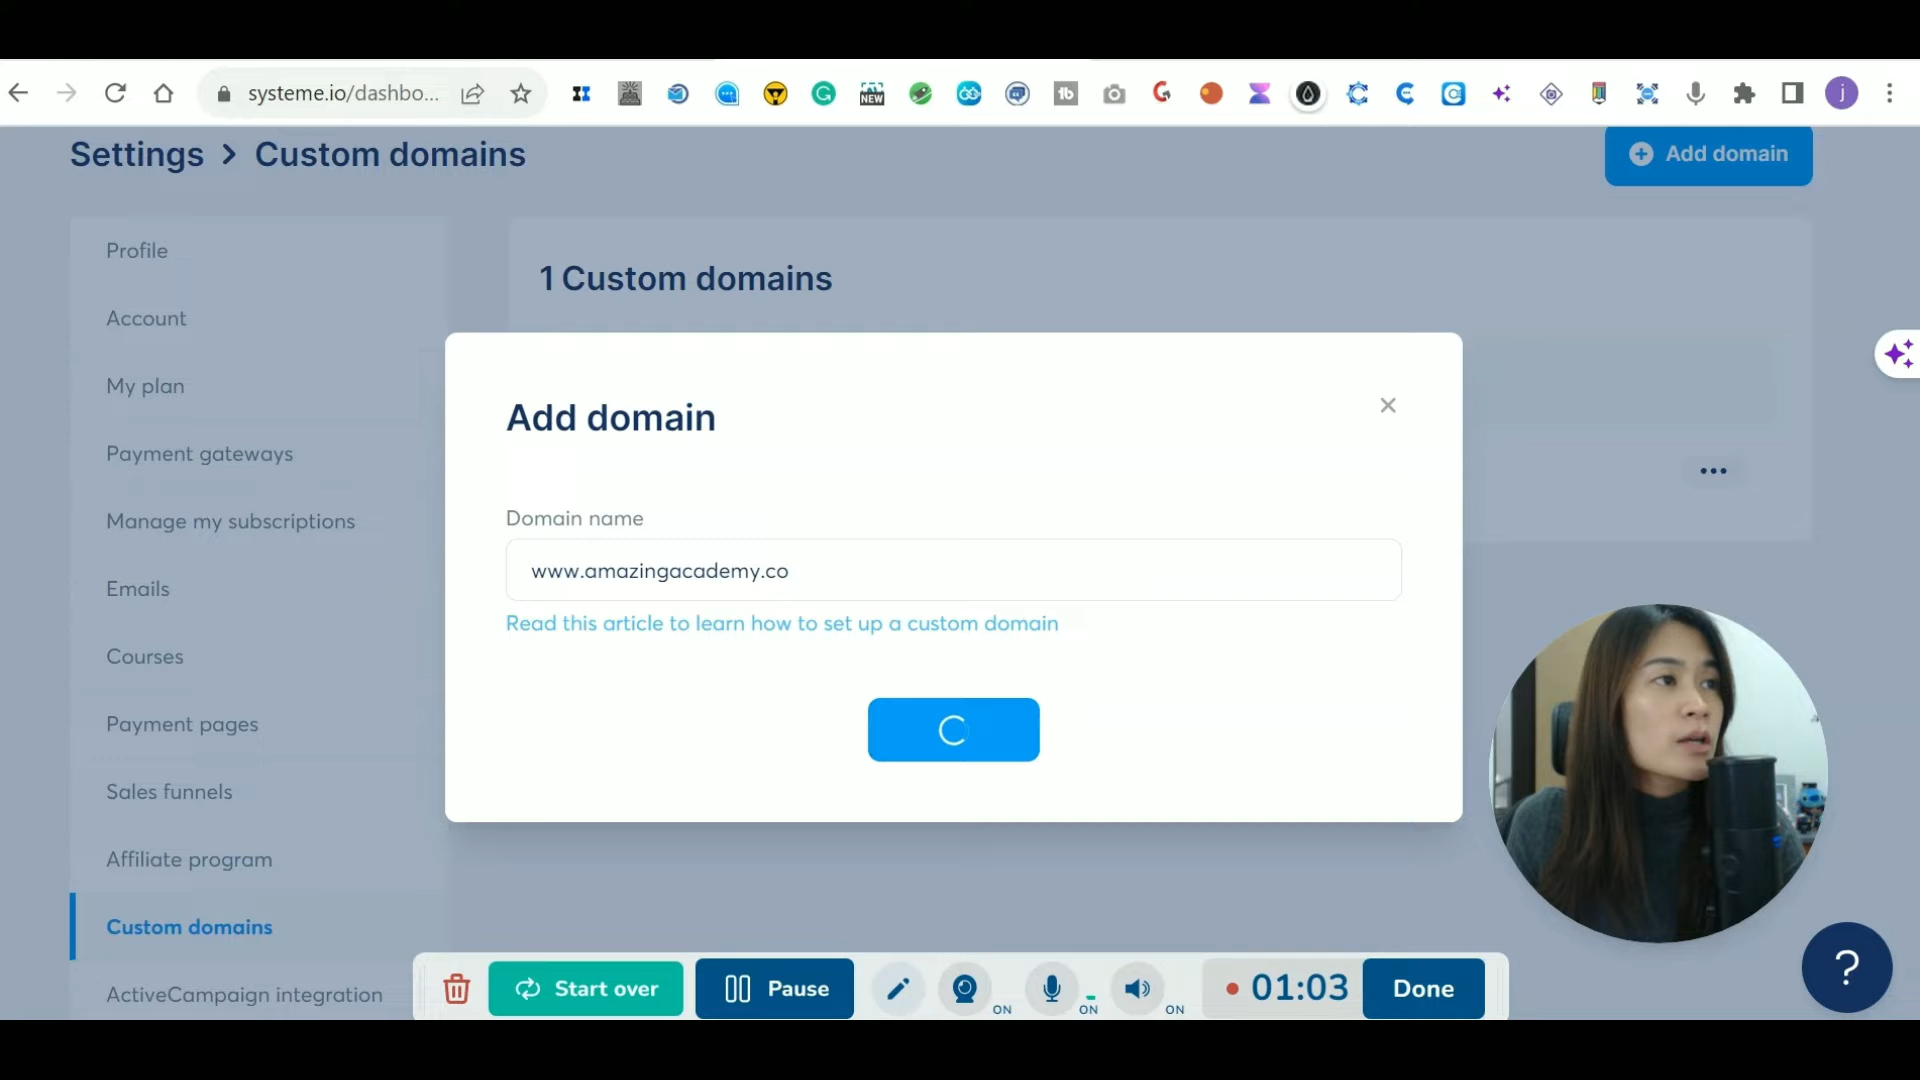 systeme.io/dashbo...
NEW
tb
j
Settings > Custom domains
Add domain
Profile
Account
My plan
Payment gateways
Manage my subscriptions
Emails
Courses
Payment pages
Sales funnels
Affiliate program
Custom domains
ActiveCampaign integration
1 Custom domains
Add domain
Domain name
www.amazingacademy.co
Read this article to learn how to set up a custom domain
?
Start over
Pause
ON
ON
ON
01:03
Done